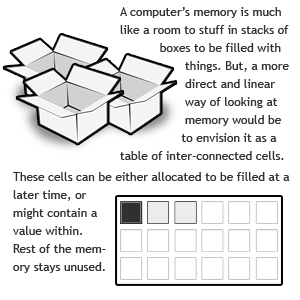 A computer's memory is much
like a room to stuff in stacks of
boxes to be filled with
things. But, a more
direct and linear
way of looking at
memory would be
to envision it as a
table of inter-connected cells.
These cells can be either allocated to be filled at a
later time, or
might contain a
value within.
Rest of the mem-
ory stays unused.